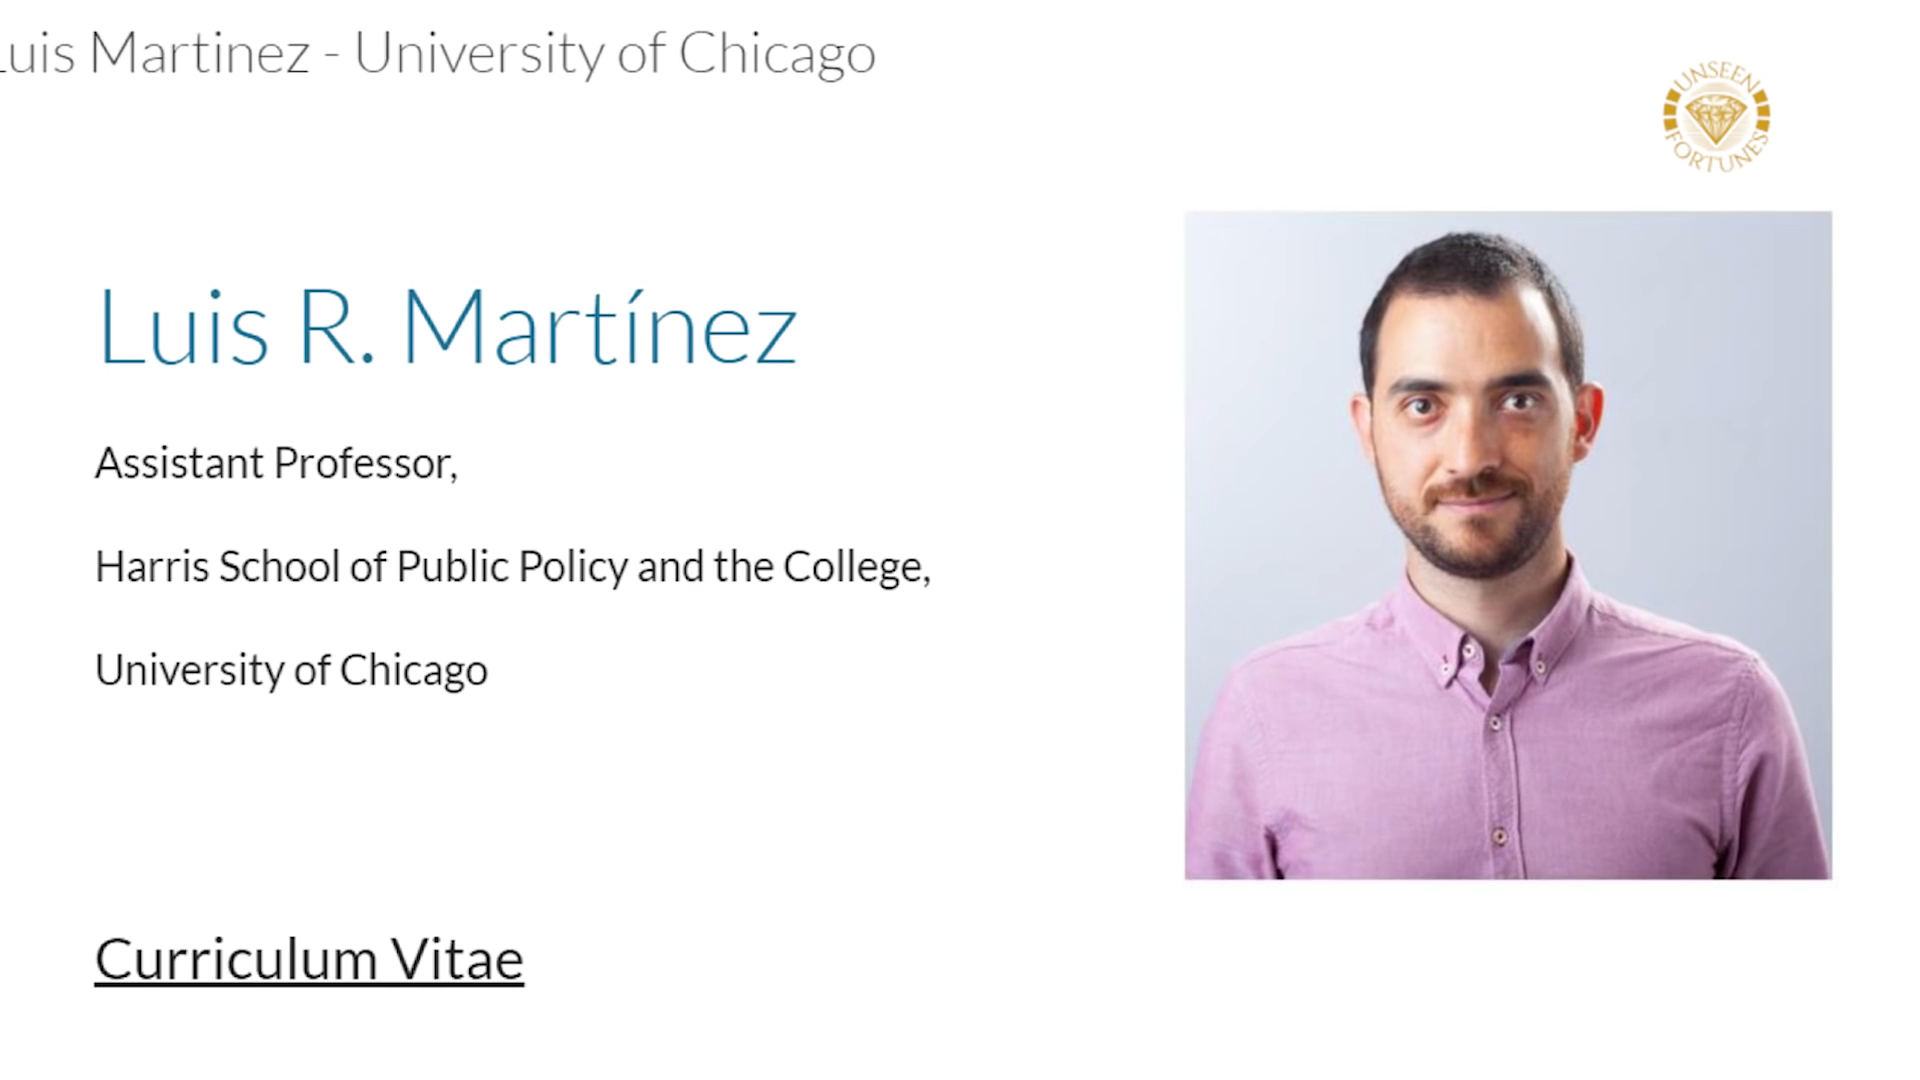 Luis Martinez - University of Chicago
UNSEEN
FORTUNES
Luis R. Martínez
Assistant Professor,
Harris School of Public Policy and the College,
University of Chicago
Curriculum Vitae